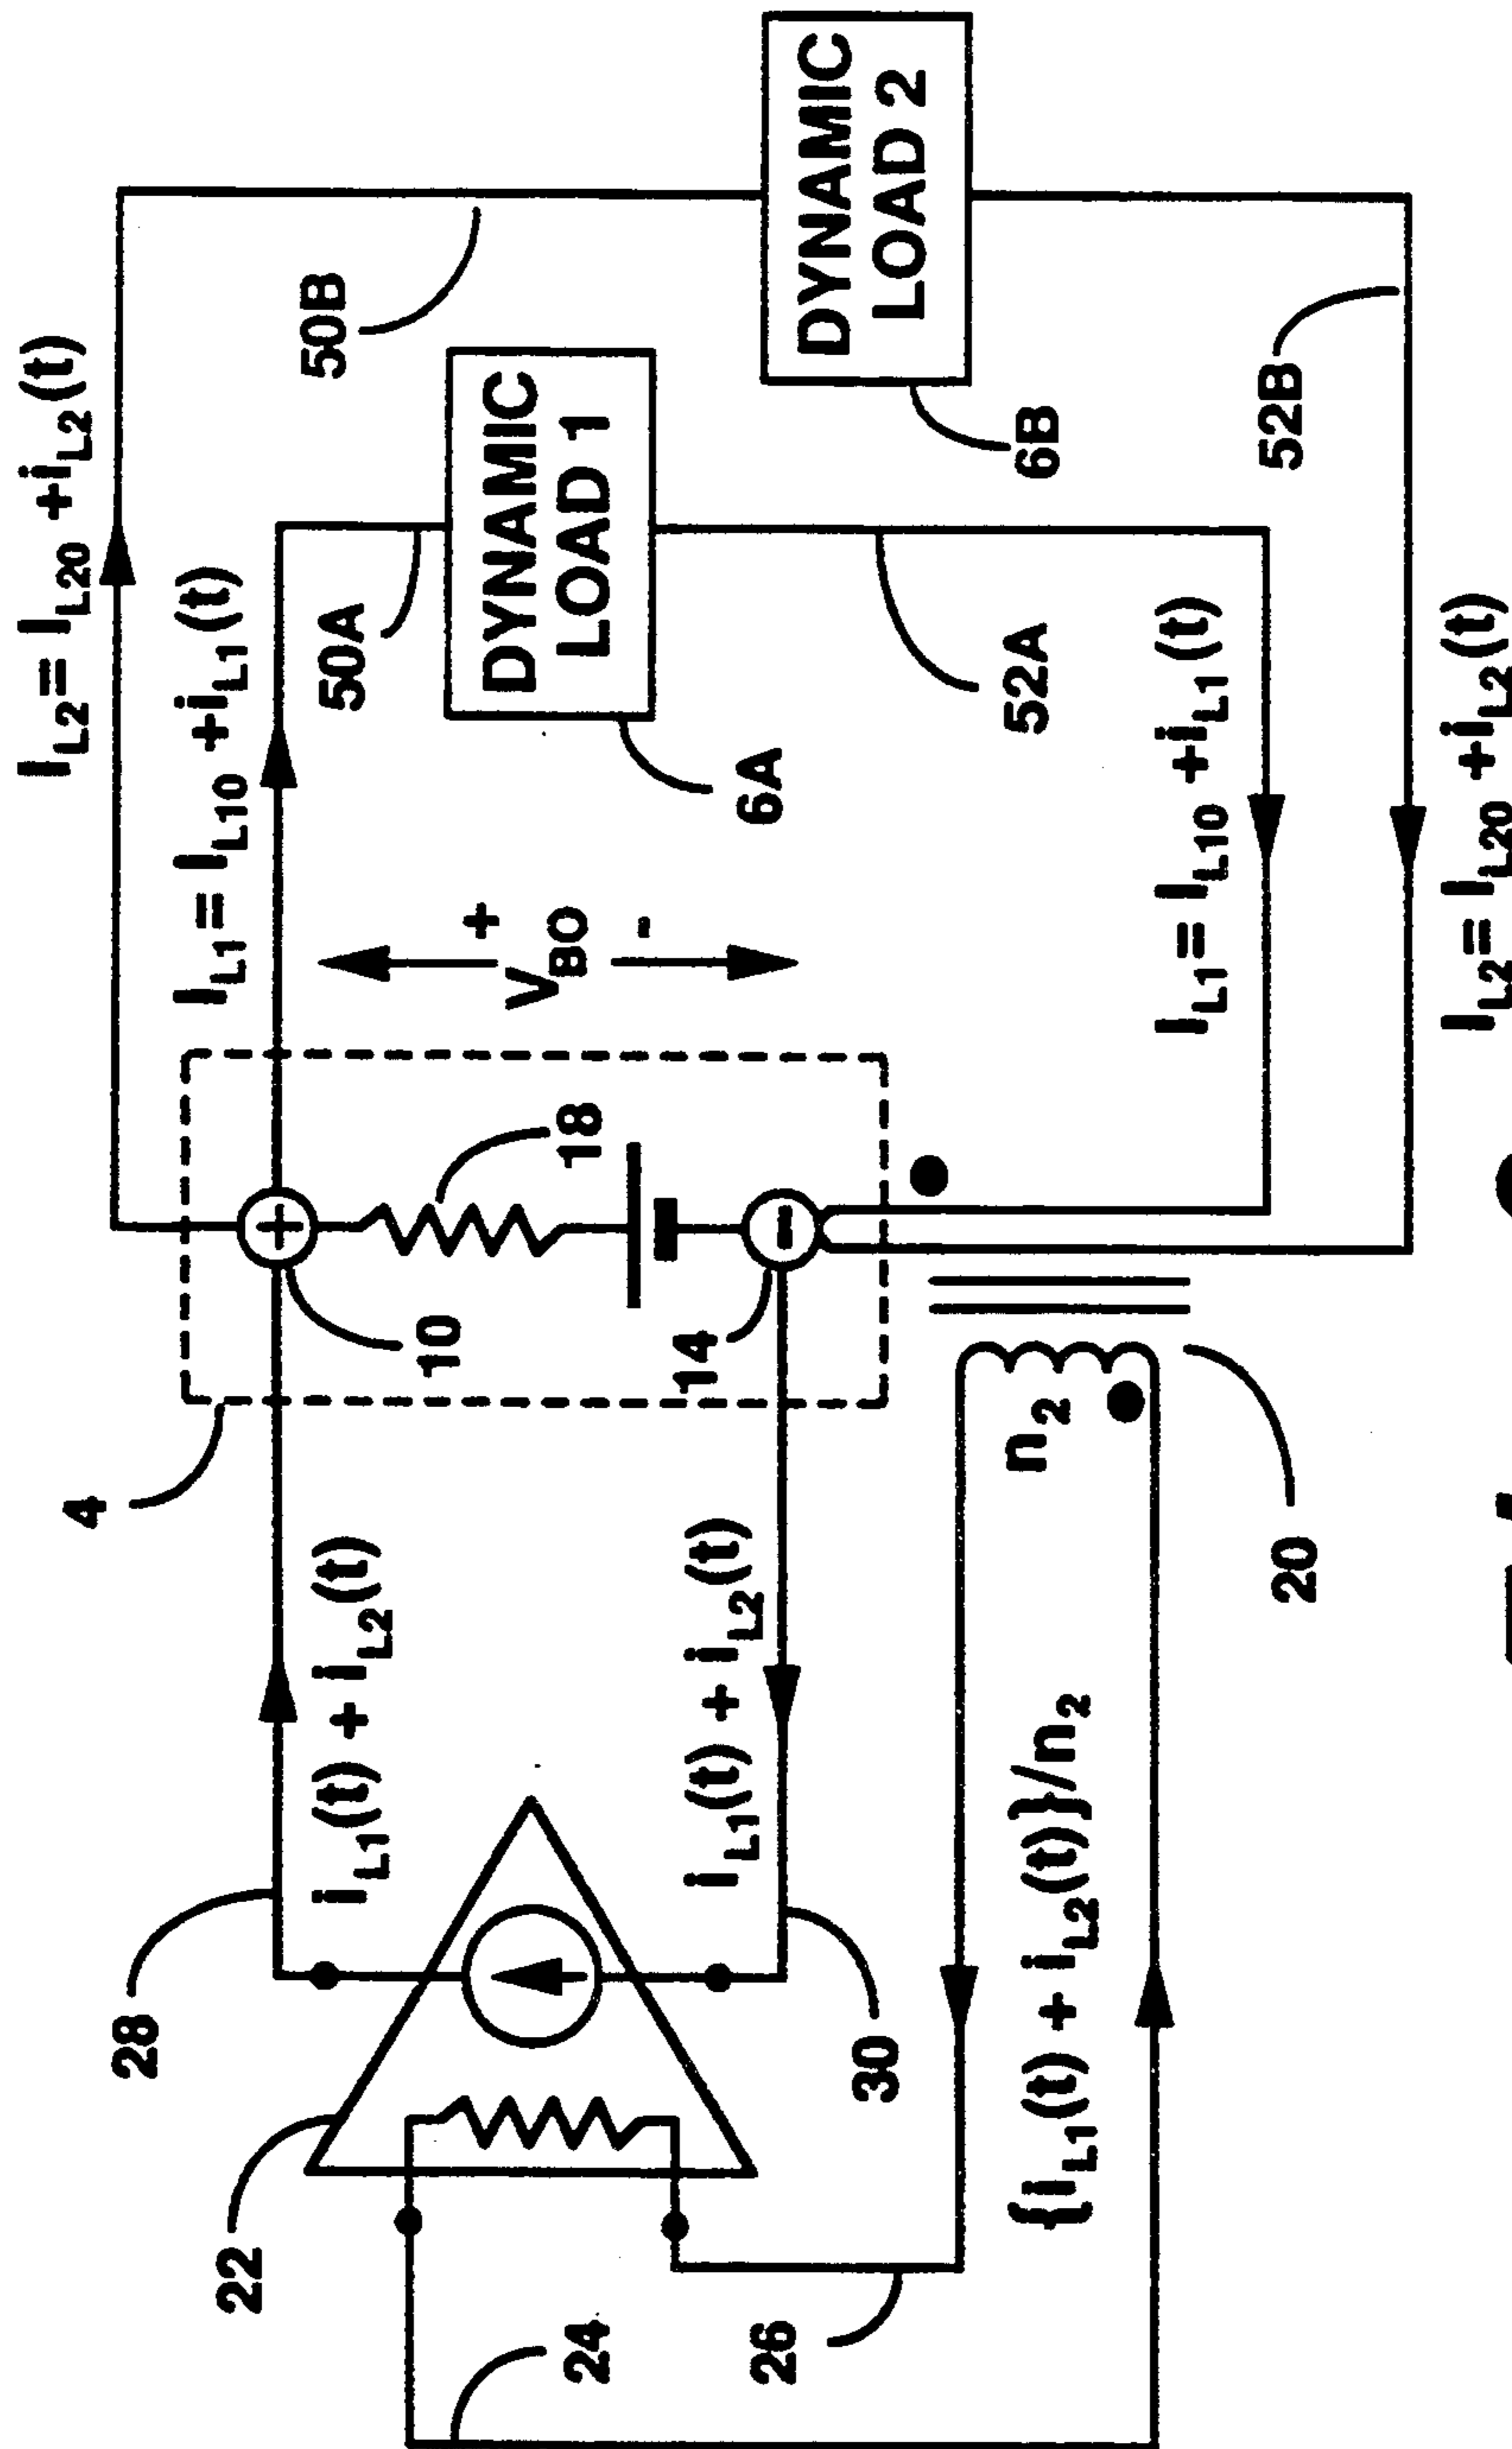 I_L2 = I_L20 + i_L2 (t)
I_L1 = I_L10 + i_L1 (t)
50B
50A
DYNAMIC
LOAD 1
DYNAMIC
LOAD 2
6A
6B
52A
52B
+
V_BO
-
4
+
10
18
14
-
28
i_L1(t) + i_L2(t)
22
i_L1(t) + i_L2(t)
30
24
26
n_2
{i_L1(t) + i_L2(t)}/n_2
20
I_L1 = I_L10 + i_L1 (t)
I_L2 = I_L20 + i_L2 (t)